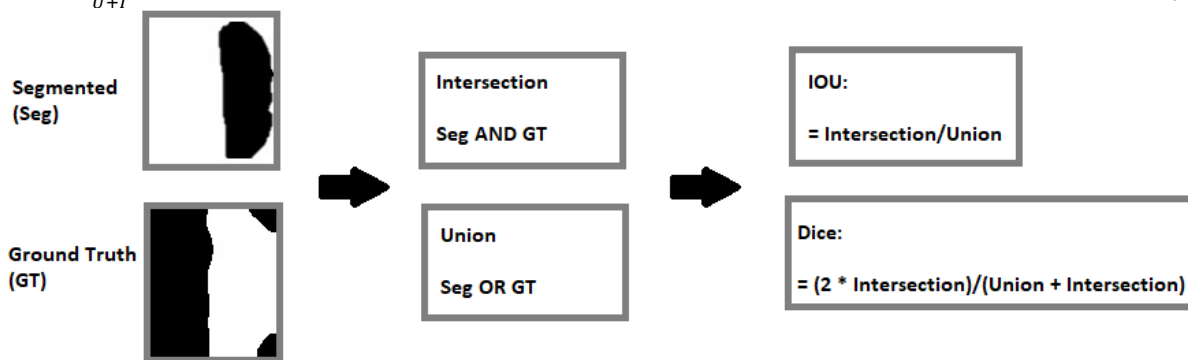 U+I
Segmented
(Seg)
Intersection
Seg AND GT
IOU:
= Intersection/Union
Ground Truth
(GT)
Union
Seg OR GT
Dice:
= (2 * Intersection)/(Union + Intersection)